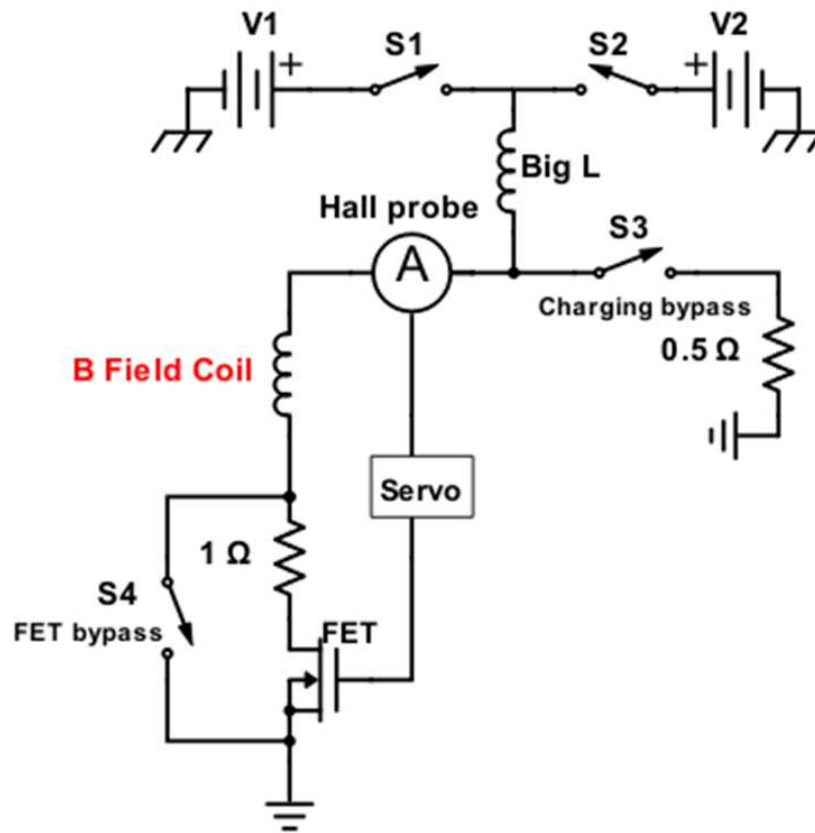 V1
V2
S1
S2
+
+
Big L
Hall probe
S3
A
Charging bypass
0.5 Ω
B Field Coil
Servo
1 Ω
S4
FET
FET bypass